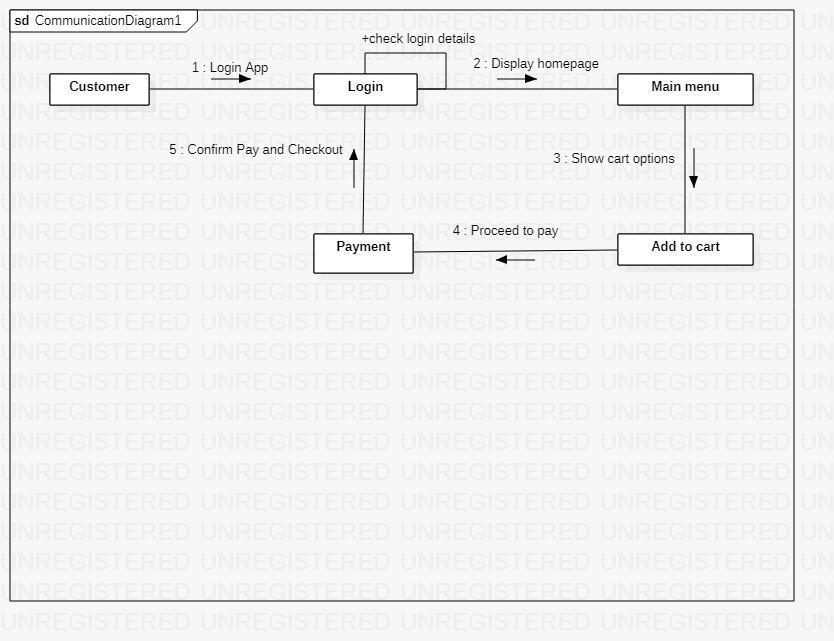 sd CommunicationDiagram1
+check login details
1 : Login App
2 : Display homepage
Customer
Login
Main menu
5 : Confirm Pay and Checkout
3 : Show cart options
4 : Proceed to pay
Payment
Add to cart
UNREGISTERED